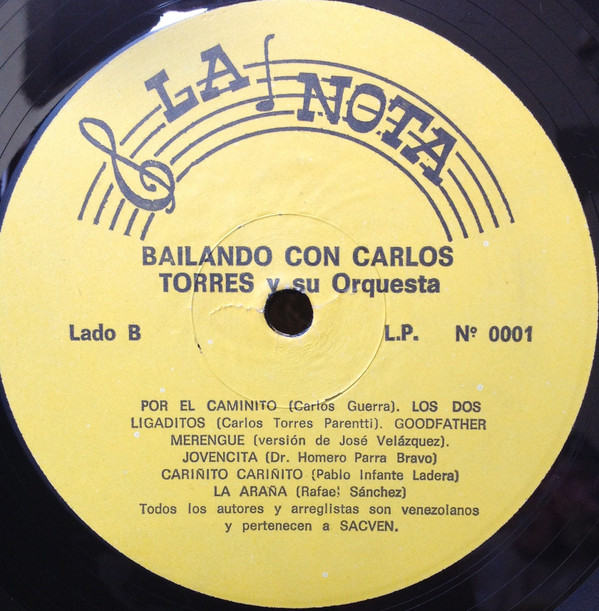 LA NOTA
BAILANDO CON CARLOS
TORRES y su Orquesta
Lado B
L.P. Nº 0001
POR EL CAMINITO (Carlos Guerra). LOS DOS
LIGADITOS (Carlos Torres Parentti). GOODFATHER
MERENGUE (versión de José Velázquez).
JOVENCITA (Dr. Homero Parra Bravo)
CARIÑITO CARIÑITO (Pablo Infante Ladera)
LA ARAÑA (Rafael Sánchez)
Todos los autores y arreglistas son venezolanos
y pertenecen a SACVEN.